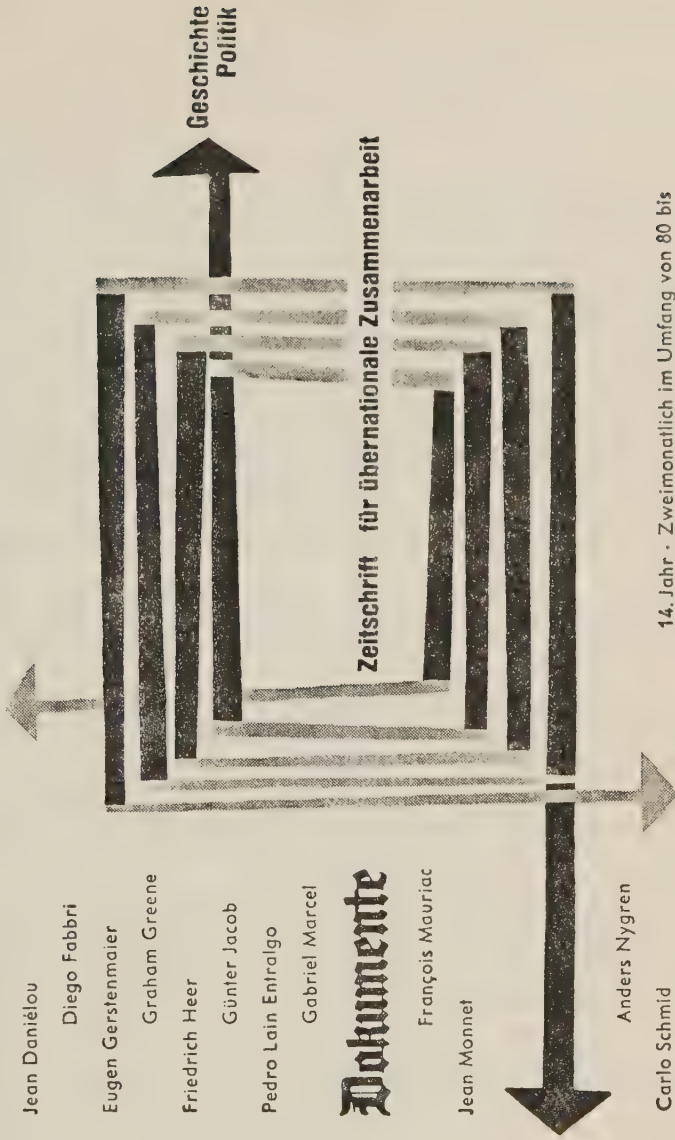 Jean Daniélou
Diego Fabbri
Eugen Gerstenmaier
Graham Greene
Friedrich Heer
Günter Jacob
Pedro Lain Entralgo
Gabriel Marcel
Dokumente
François Mauriac
Jean Monnet
Anders Nygren
Carlo Schmid
Geschichte
Politik
Zeitschrift für übernationale Zusammenarbeit
14. Jahr · Zweimonatlich im Umfang von 80 bis